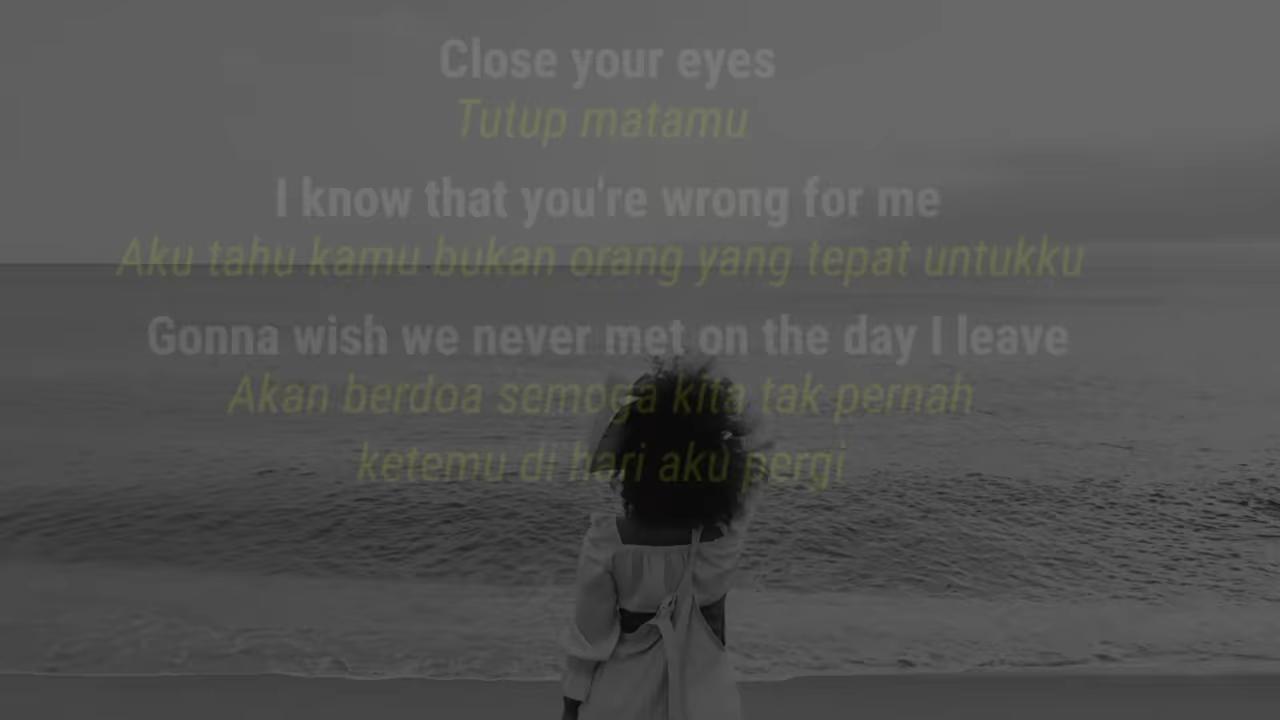 Close your eyes
Tutup matamu
I know that you're wrong for me
Aku tahu kamu bukan orang yang tepat untukku
Gonna wish we never met on the day I leave
Akan berdoa semoga kita tak pernah
ketemu di hari aku pergi